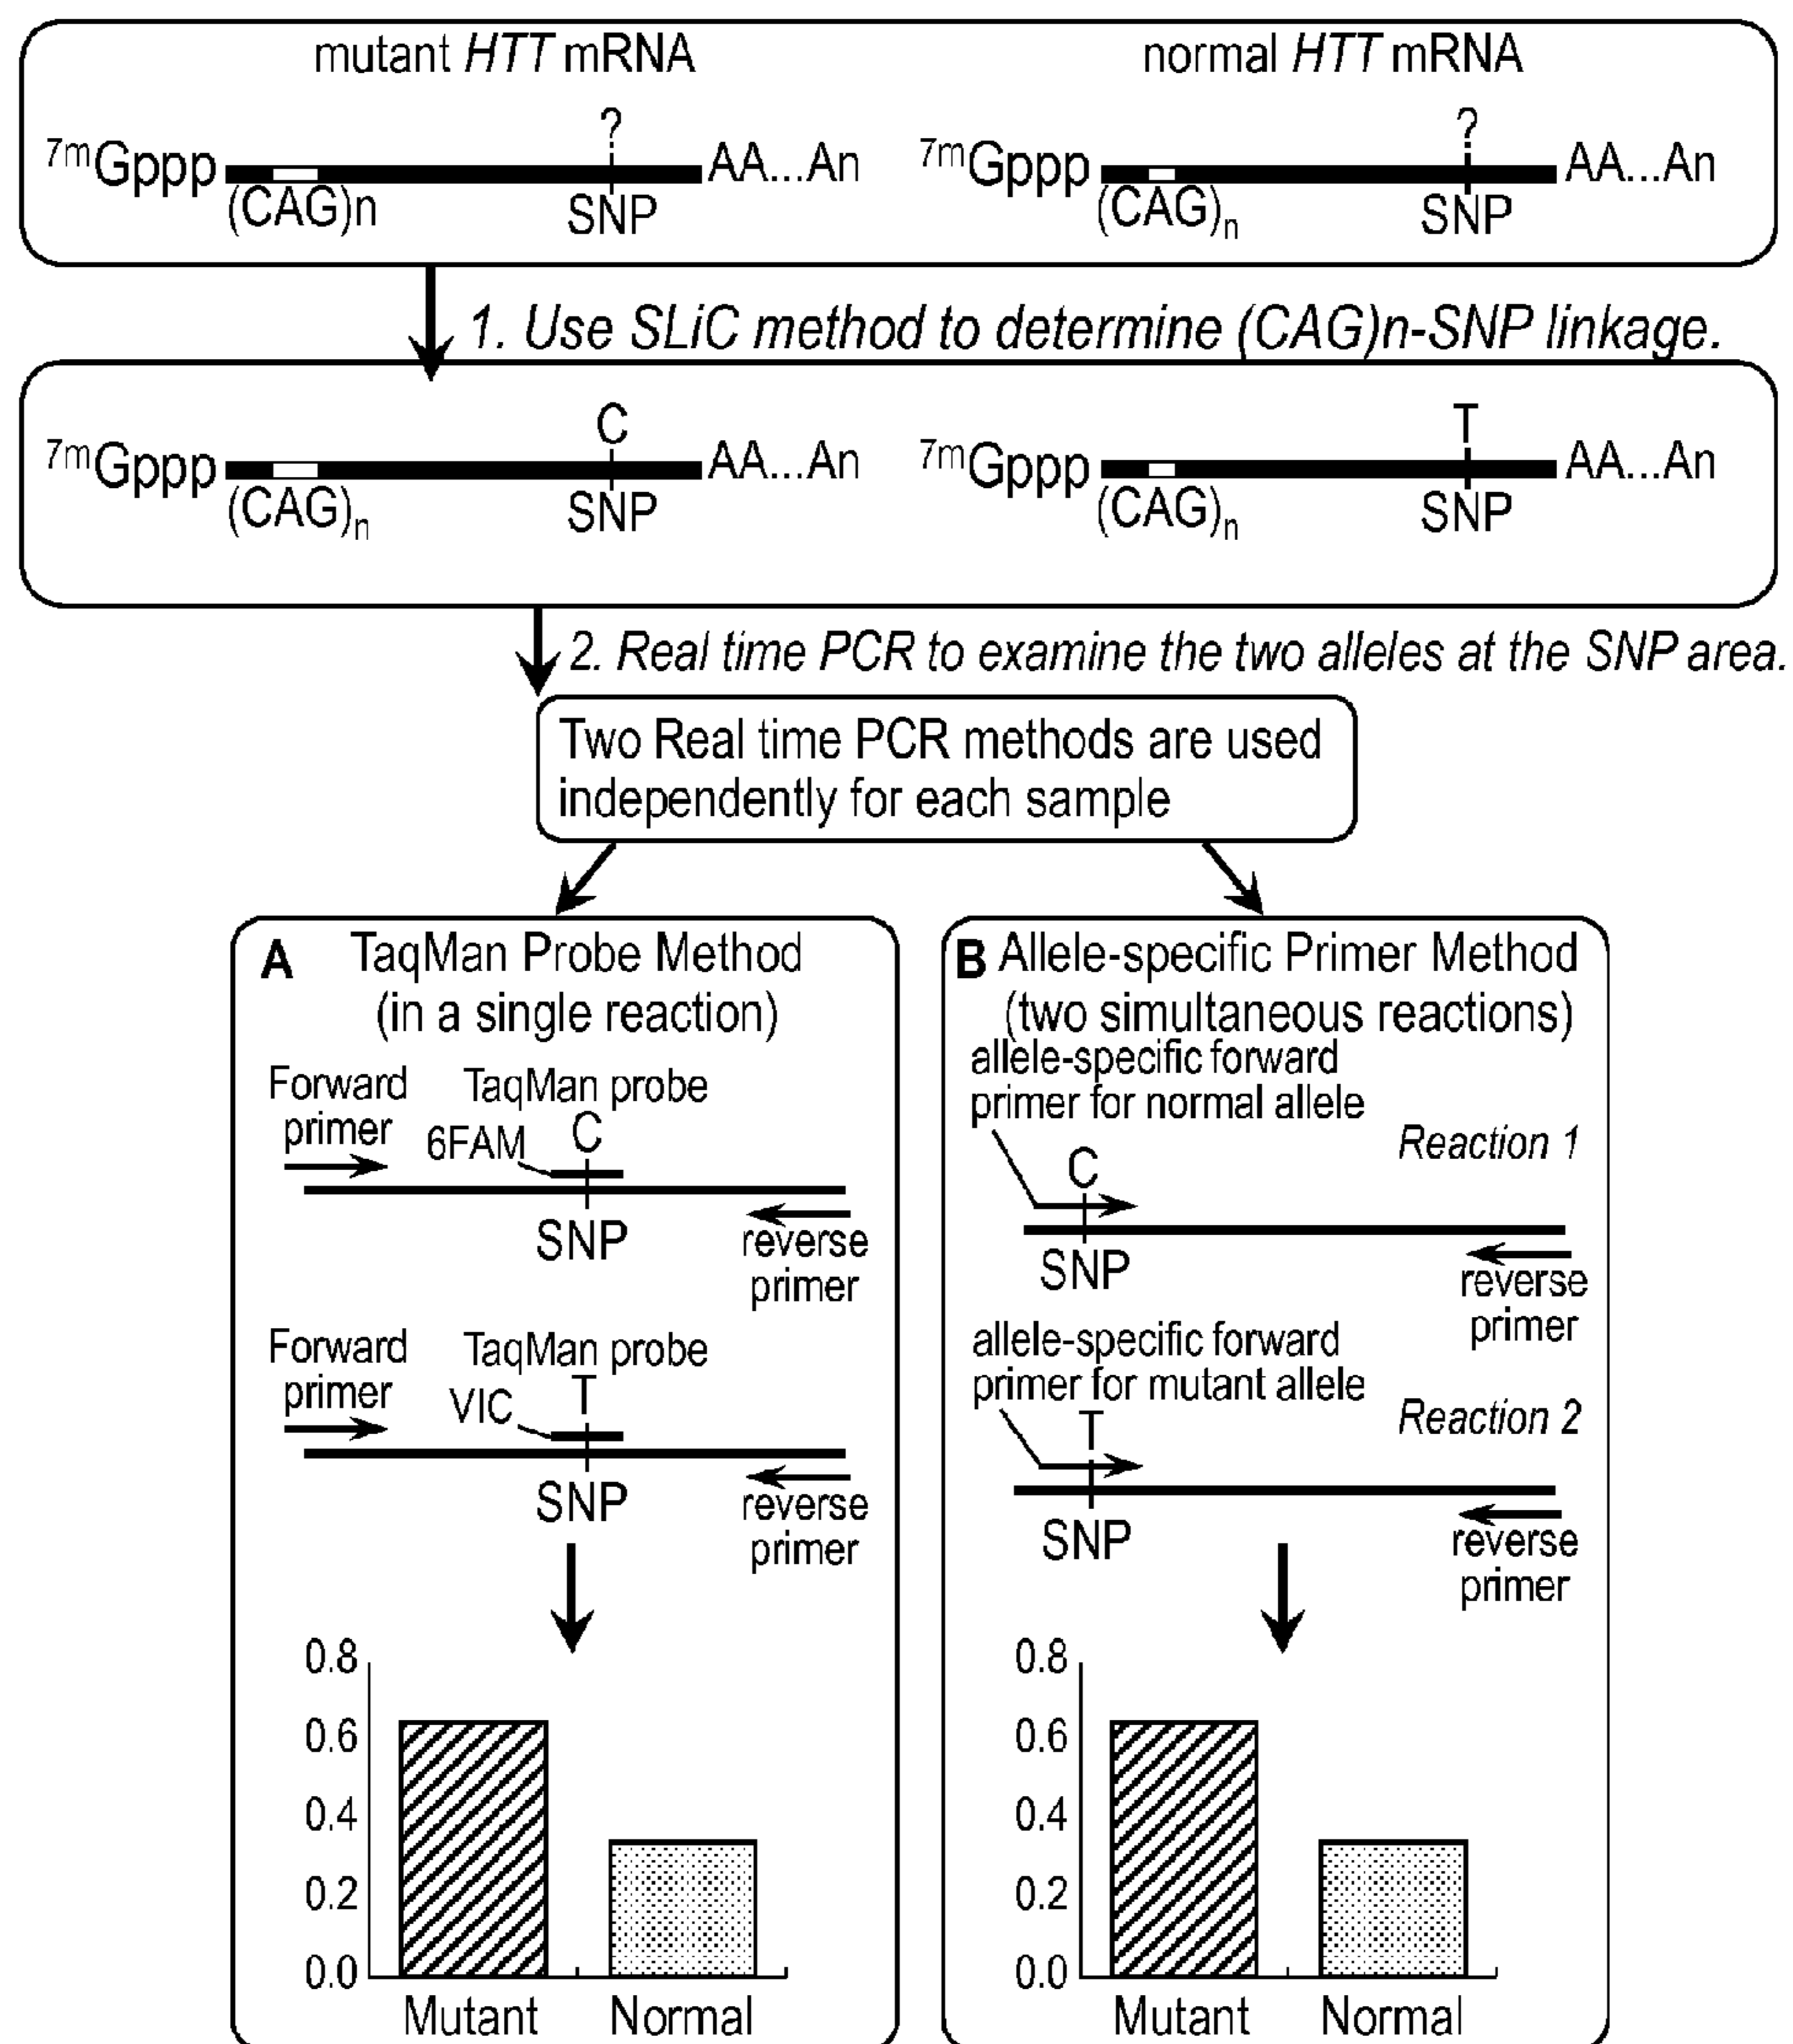 mutant HTT mRNA
normal HTT mRNA
?
?
7mGppp
AA...An
7mGppp
AA...An
(CAG)n
SNP
(CAG)n
SNP
1. Use SLiC method to determine (CAG)n-SNP linkage.
C
T
7mGppp
AA...An
7mGppp
AA...An
(CAG)n
SNP
(CAG)n
SNP
2. Real time PCR to examine the two alleles at the SNP area.
Two Real time PCR methods are used
independently for each sample
A TaqMan Probe Method
(in a single reaction)
Forward
primer
TaqMan probe
6FAM
C
SNP
reverse
primer
Forward
primer
TaqMan probe
VIC
T
SNP
reverse
primer
0.8
0.6
0.4
0.2
0.0
Mutant
Normal
B Allele-specific Primer Method
(two simultaneous reactions)
allele-specific forward
primer for normal allele
Reaction 1
C
SNP
reverse
primer
allele-specific forward
primer for mutant allele
Reaction 2
T
SNP
reverse
primer
0.8
0.6
0.4
0.2
0.0
Mutant
Normal